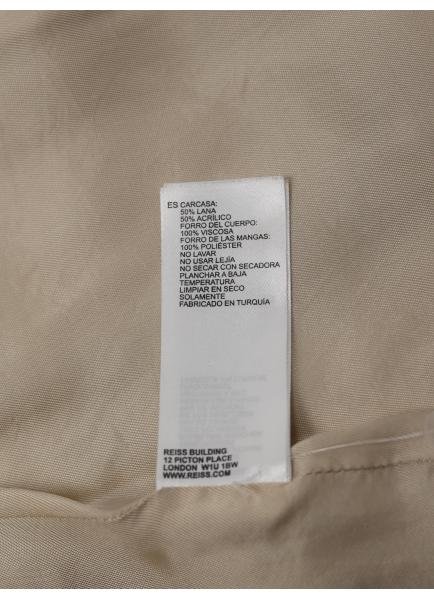 ES CARCASA:
50% LANA
50% ACRÍLICO
FORRO DEL CUERPO:
100% VISCOSA
FORRO DE LAS MANGAS:
100% POLIÉSTER
NO LAVAR
NO USAR LEJÍA
NO SECAR CON SECADORA
PLANCHAR A BAJA
TEMPERATURA
LIMPIAR EN SECO
SOLAMENTE
FABRICADO EN TURQUÍA
REISS BUILDING
12 PICTON PLACE
LONDON W1U 1BW
WWW.REISS.COM